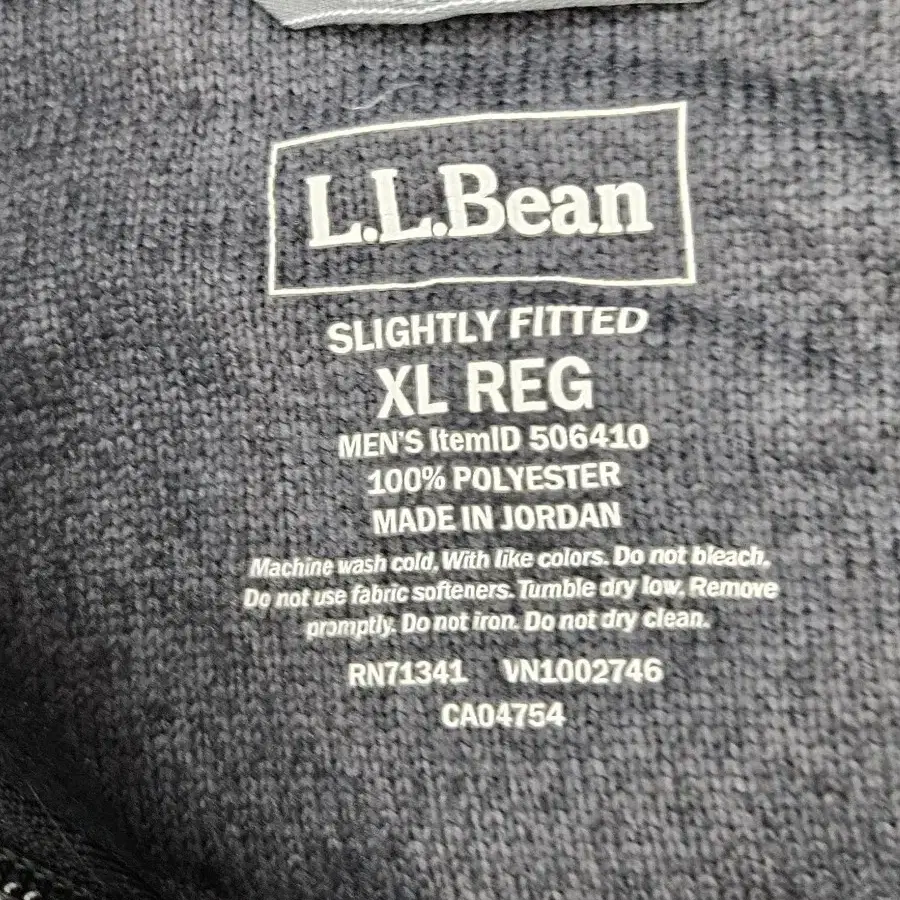 L.L.Bean
SLIGHTLY FITTED
XL REG
MEN'S ItemID 506410
100% POLYESTER
MADE IN JORDAN
Machine wash cold, With like colors. Do not bleach.
Do not use fabric softeners. Tumble dry low. Remove
promptly. Do not iron. Do not dry clean.
RN71341 VN1002746
CA04754